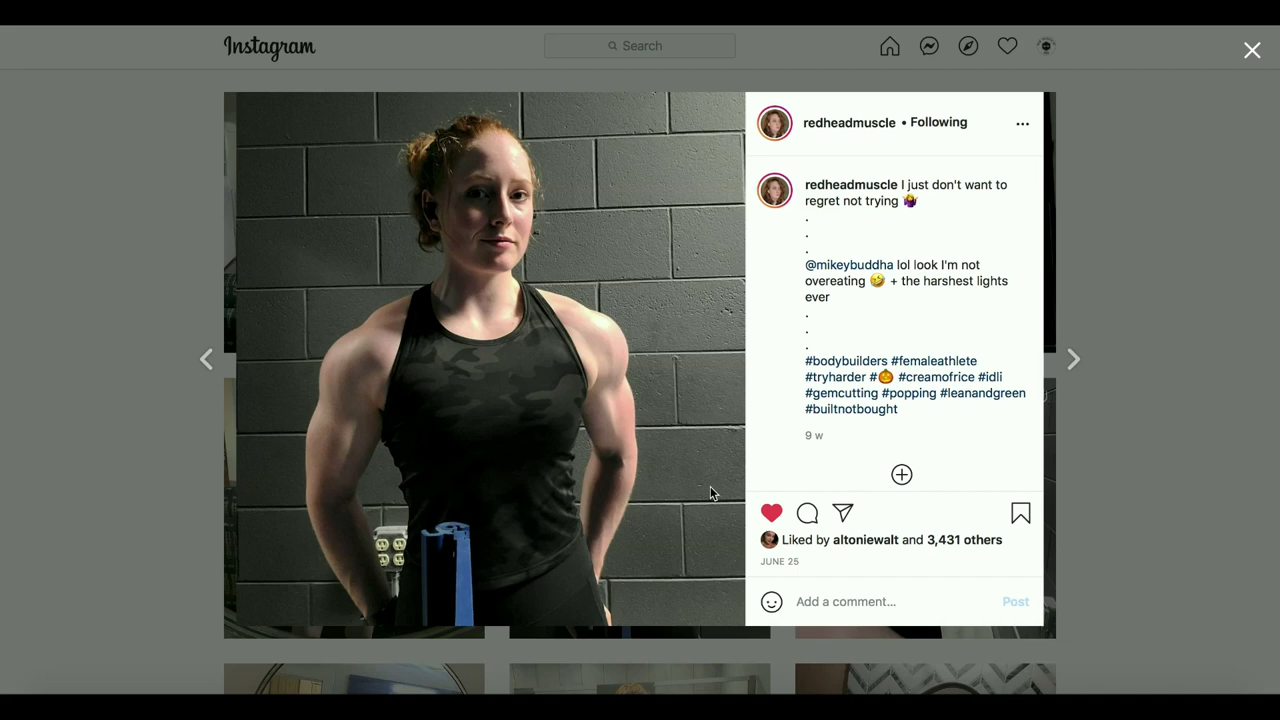 Instagram
Search
redheadmuscle • Following
redheadmuscle I just don't want to
regret not trying 🤷‍♀️
.
.
.
@mikeybuddha lol look I'm not
overeating 🤣 + the harshest lights
ever
.
.
.
#bodybuilders #femaleathlete
#tryharder #🎃 #creamofrice #idli
#gemcutting #popping #leanandgreen
#builtnotbought
9 w
Liked by altoniewalt and 3,431 others
JUNE 25
Add a comment...
Post